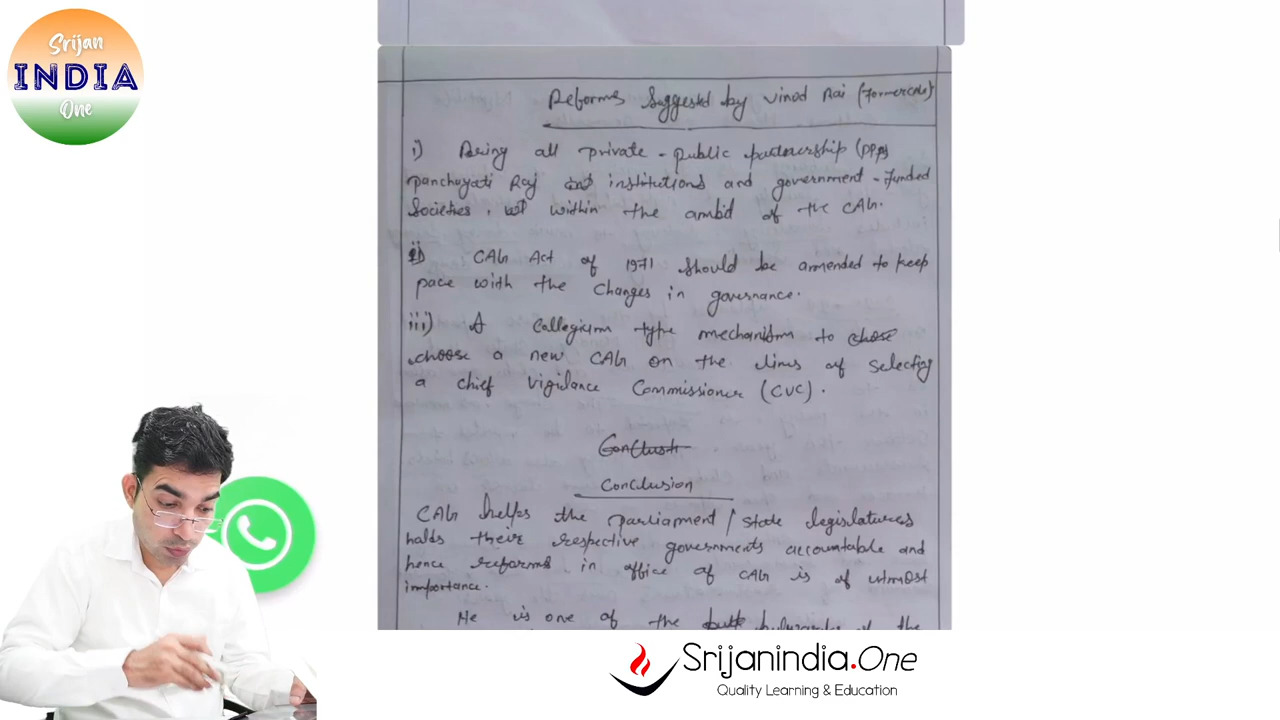 Srijan
INDIA
One
Reforms Suggested by Vinod Rai (Former CAG)
i) Bring all private - public partnership (PPP)
Panchayati Raj institutions and government - funded
Societies, within the ambit of the CAG.
ii) CAG Act of 1971 should be amended to keep
pace with the changes in governance.
iii) A Collegium type mechanism to chose
choose a new CAG on the lines of selecting
a chief Vigilance Commissioner (CVC).
Conclusi
Conclusion
CAG helps the parliament / State legislatures
holds their respective governments accountable and
hence reforms in office of CAG is of utmost
importance.
He is one of the of the
Srijanindia.One
Quality Learning & Education